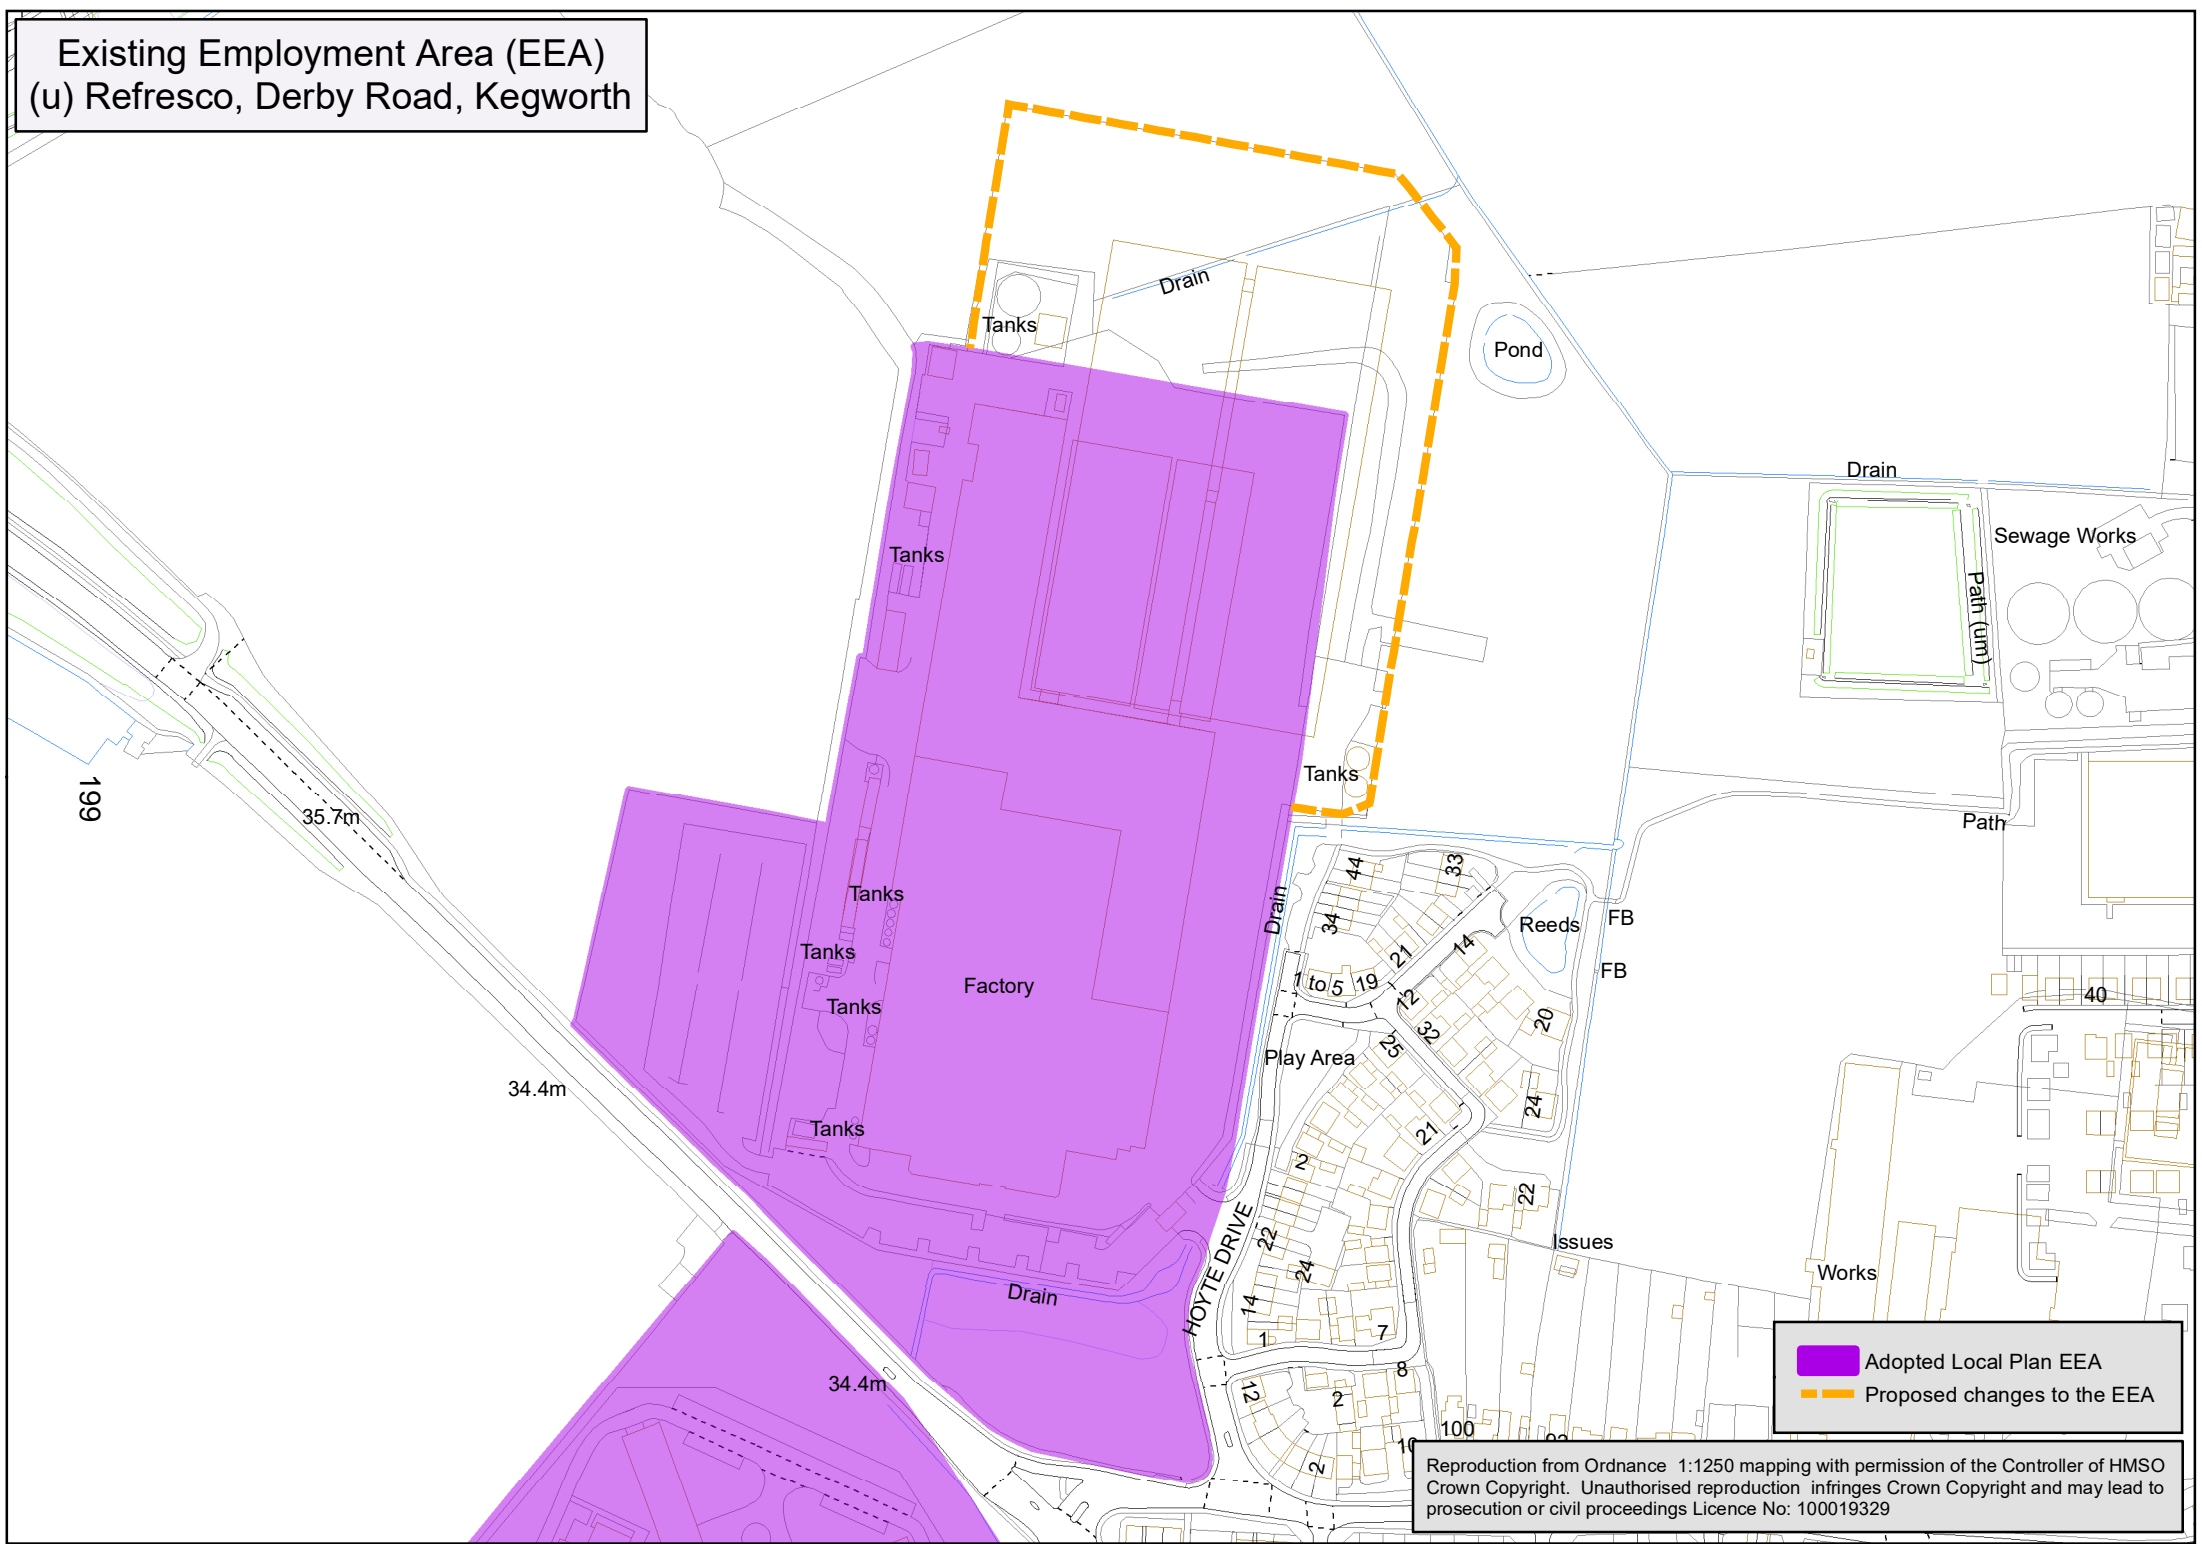 Existing Employment Area (EEA)
(u) Refresco, Derby Road, Kegworth
Drain
Tanks
Pond
Drain
Sewage Works
Tanks
Path (um)
Tanks
199
35.7m
Path
44
33
Tanks
Drain
34
Reeds
FB
21
14
Tanks
FB
Factory
1 to 5
19
12
40
Tanks
32
20
Play Area
25
34.4m
24
Tanks
21
2
22
HOYTE DRIVE
22
Issues
24
Works
Drain
14
1
7
8
34.4m
12
2
100
10
2
Adopted Local Plan EEA
Proposed changes to the EEA
Reproduction from Ordnance 1:1250 mapping with permission of the Controller of HMSO
Crown Copyright. Unauthorised reproduction infringes Crown Copyright and may lead to
prosecution or civil proceedings Licence No: 100019329